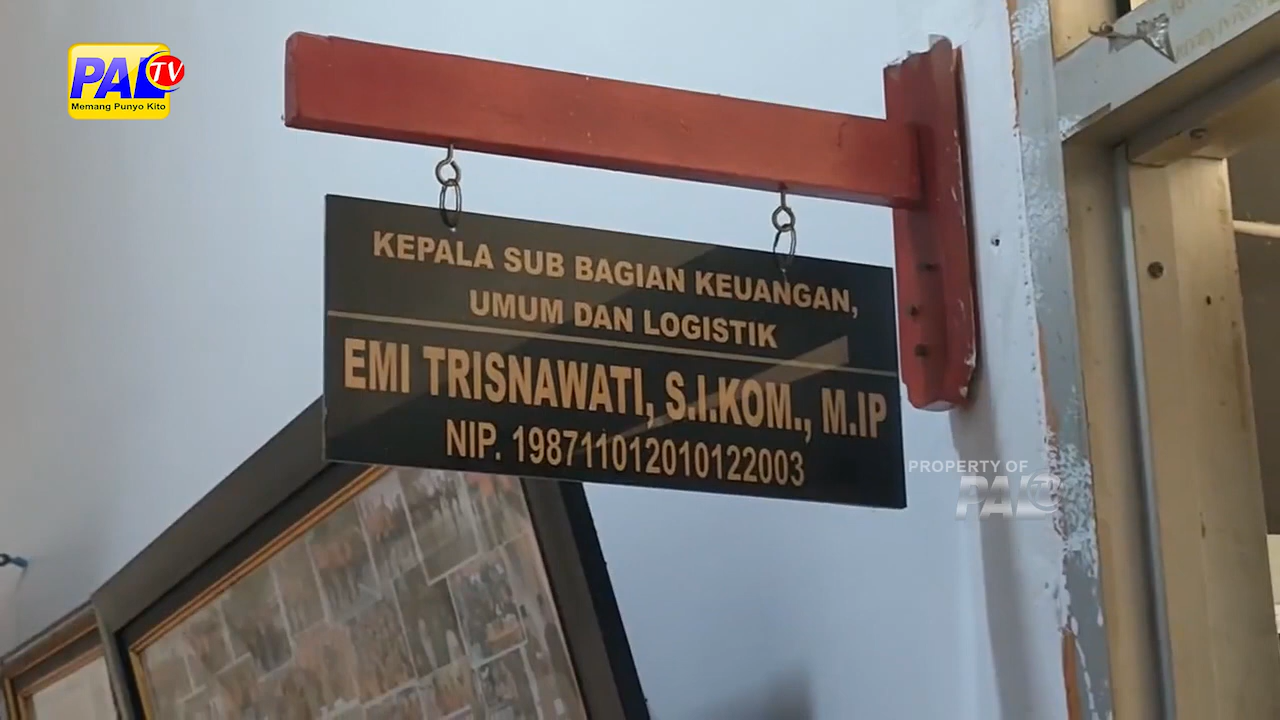 PAL TV
Memang Punyo Kito
KEPALA SUB BAGIAN KEUANGAN,
UMUM DAN LOGISTIK
EMI TRISNAWATI, S.I.KOM., M.IP
NIP. 198711012010122003
PROPERTY OF
PAL TV